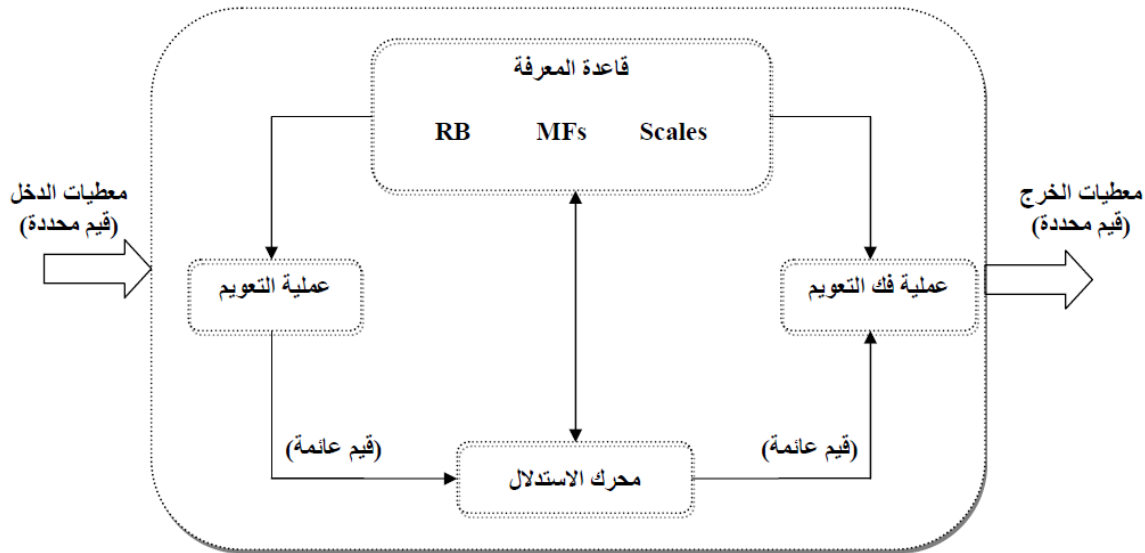 قاعدة المعرفة
RB MFs Scales
معطيات الدخل
(قيم محددة)
معطيات الخرج
(قيم محددة)
عملية التعويم
عملية فك التعويم
(قيم عائمة)
(قيم عائمة)
محرك الاستدلال